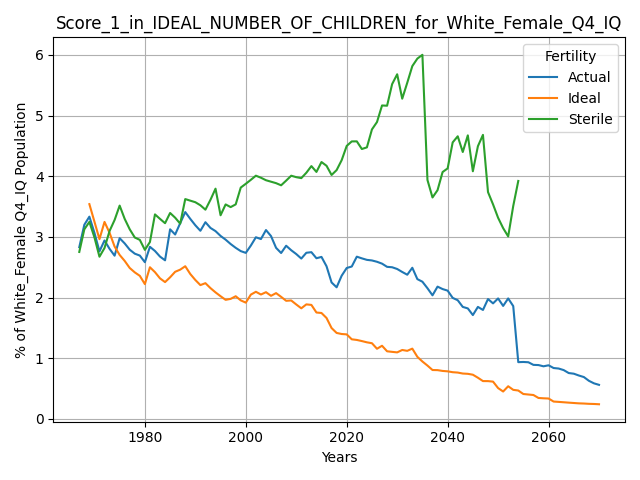 Score_1_in_IDEAL_NUMBER_OF_CHILDREN_for_White_Female_Q4_IQ
% of White_Female Q4_IQ Population
6
5
4
3
2
1
0
Fertility
Actual
Ideal
Sterile
1980
2000
2020
2040
2060
Years